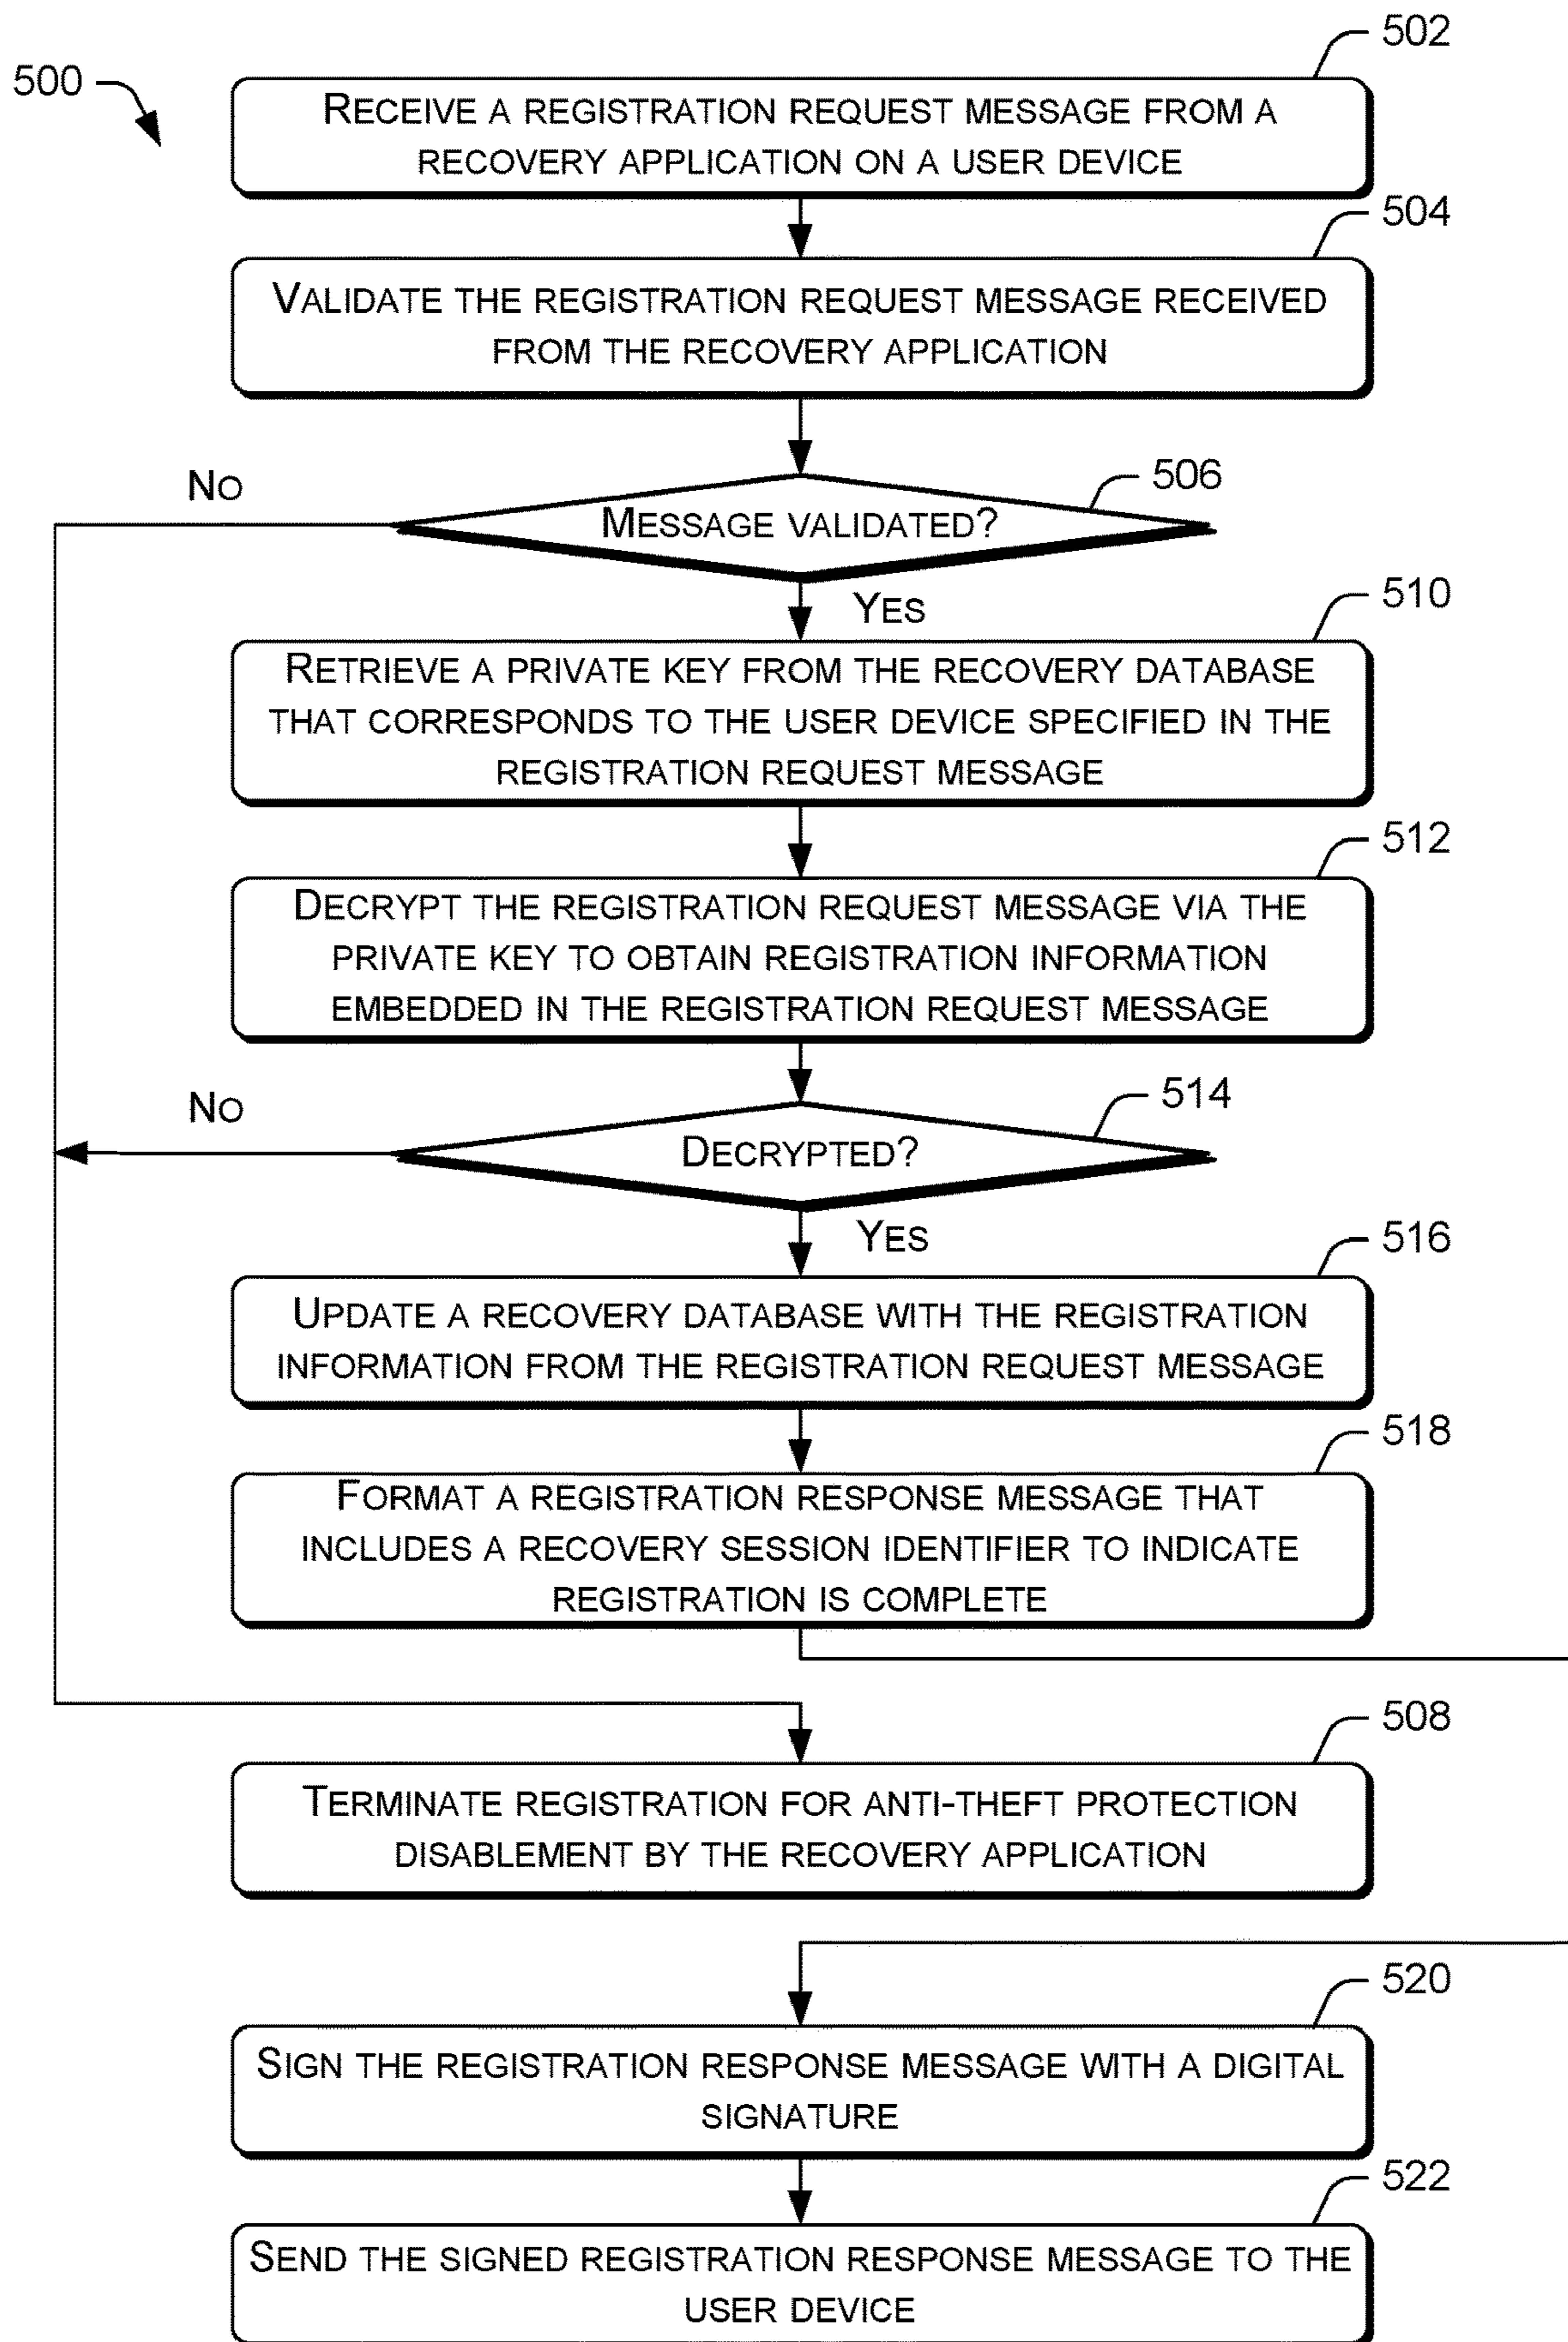 502
500
RECEIVE A REGISTRATION REQUEST MESSAGE FROM A
RECOVERY APPLICATION ON A USER DEVICE
504
VALIDATE THE REGISTRATION REQUEST MESSAGE RECEIVED
FROM THE RECOVERY APPLICATION
NO
506
MESSAGE VALIDATED?
YES
510
RETRIEVE A PRIVATE KEY FROM THE RECOVERY DATABASE
THAT CORRESPONDS TO THE USER DEVICE SPECIFIED IN THE
REGISTRATION REQUEST MESSAGE
512
DECRYPT THE REGISTRATION REQUEST MESSAGE VIA THE
PRIVATE KEY TO OBTAIN REGISTRATION INFORMATION
EMBEDDED IN THE REGISTRATION REQUEST MESSAGE
NO
514
DECRYPTED?
YES
516
UPDATE A RECOVERY DATABASE WITH THE REGISTRATION
INFORMATION FROM THE REGISTRATION REQUEST MESSAGE
518
FORMAT A REGISTRATION RESPONSE MESSAGE THAT
INCLUDES A RECOVERY SESSION IDENTIFIER TO INDICATE
REGISTRATION IS COMPLETE
508
TERMINATE REGISTRATION FOR ANTI-THEFT PROTECTION
DISABLEMENT BY THE RECOVERY APPLICATION
520
SIGN THE REGISTRATION RESPONSE MESSAGE WITH A DIGITAL
SIGNATURE
522
SEND THE SIGNED REGISTRATION RESPONSE MESSAGE TO THE
USER DEVICE